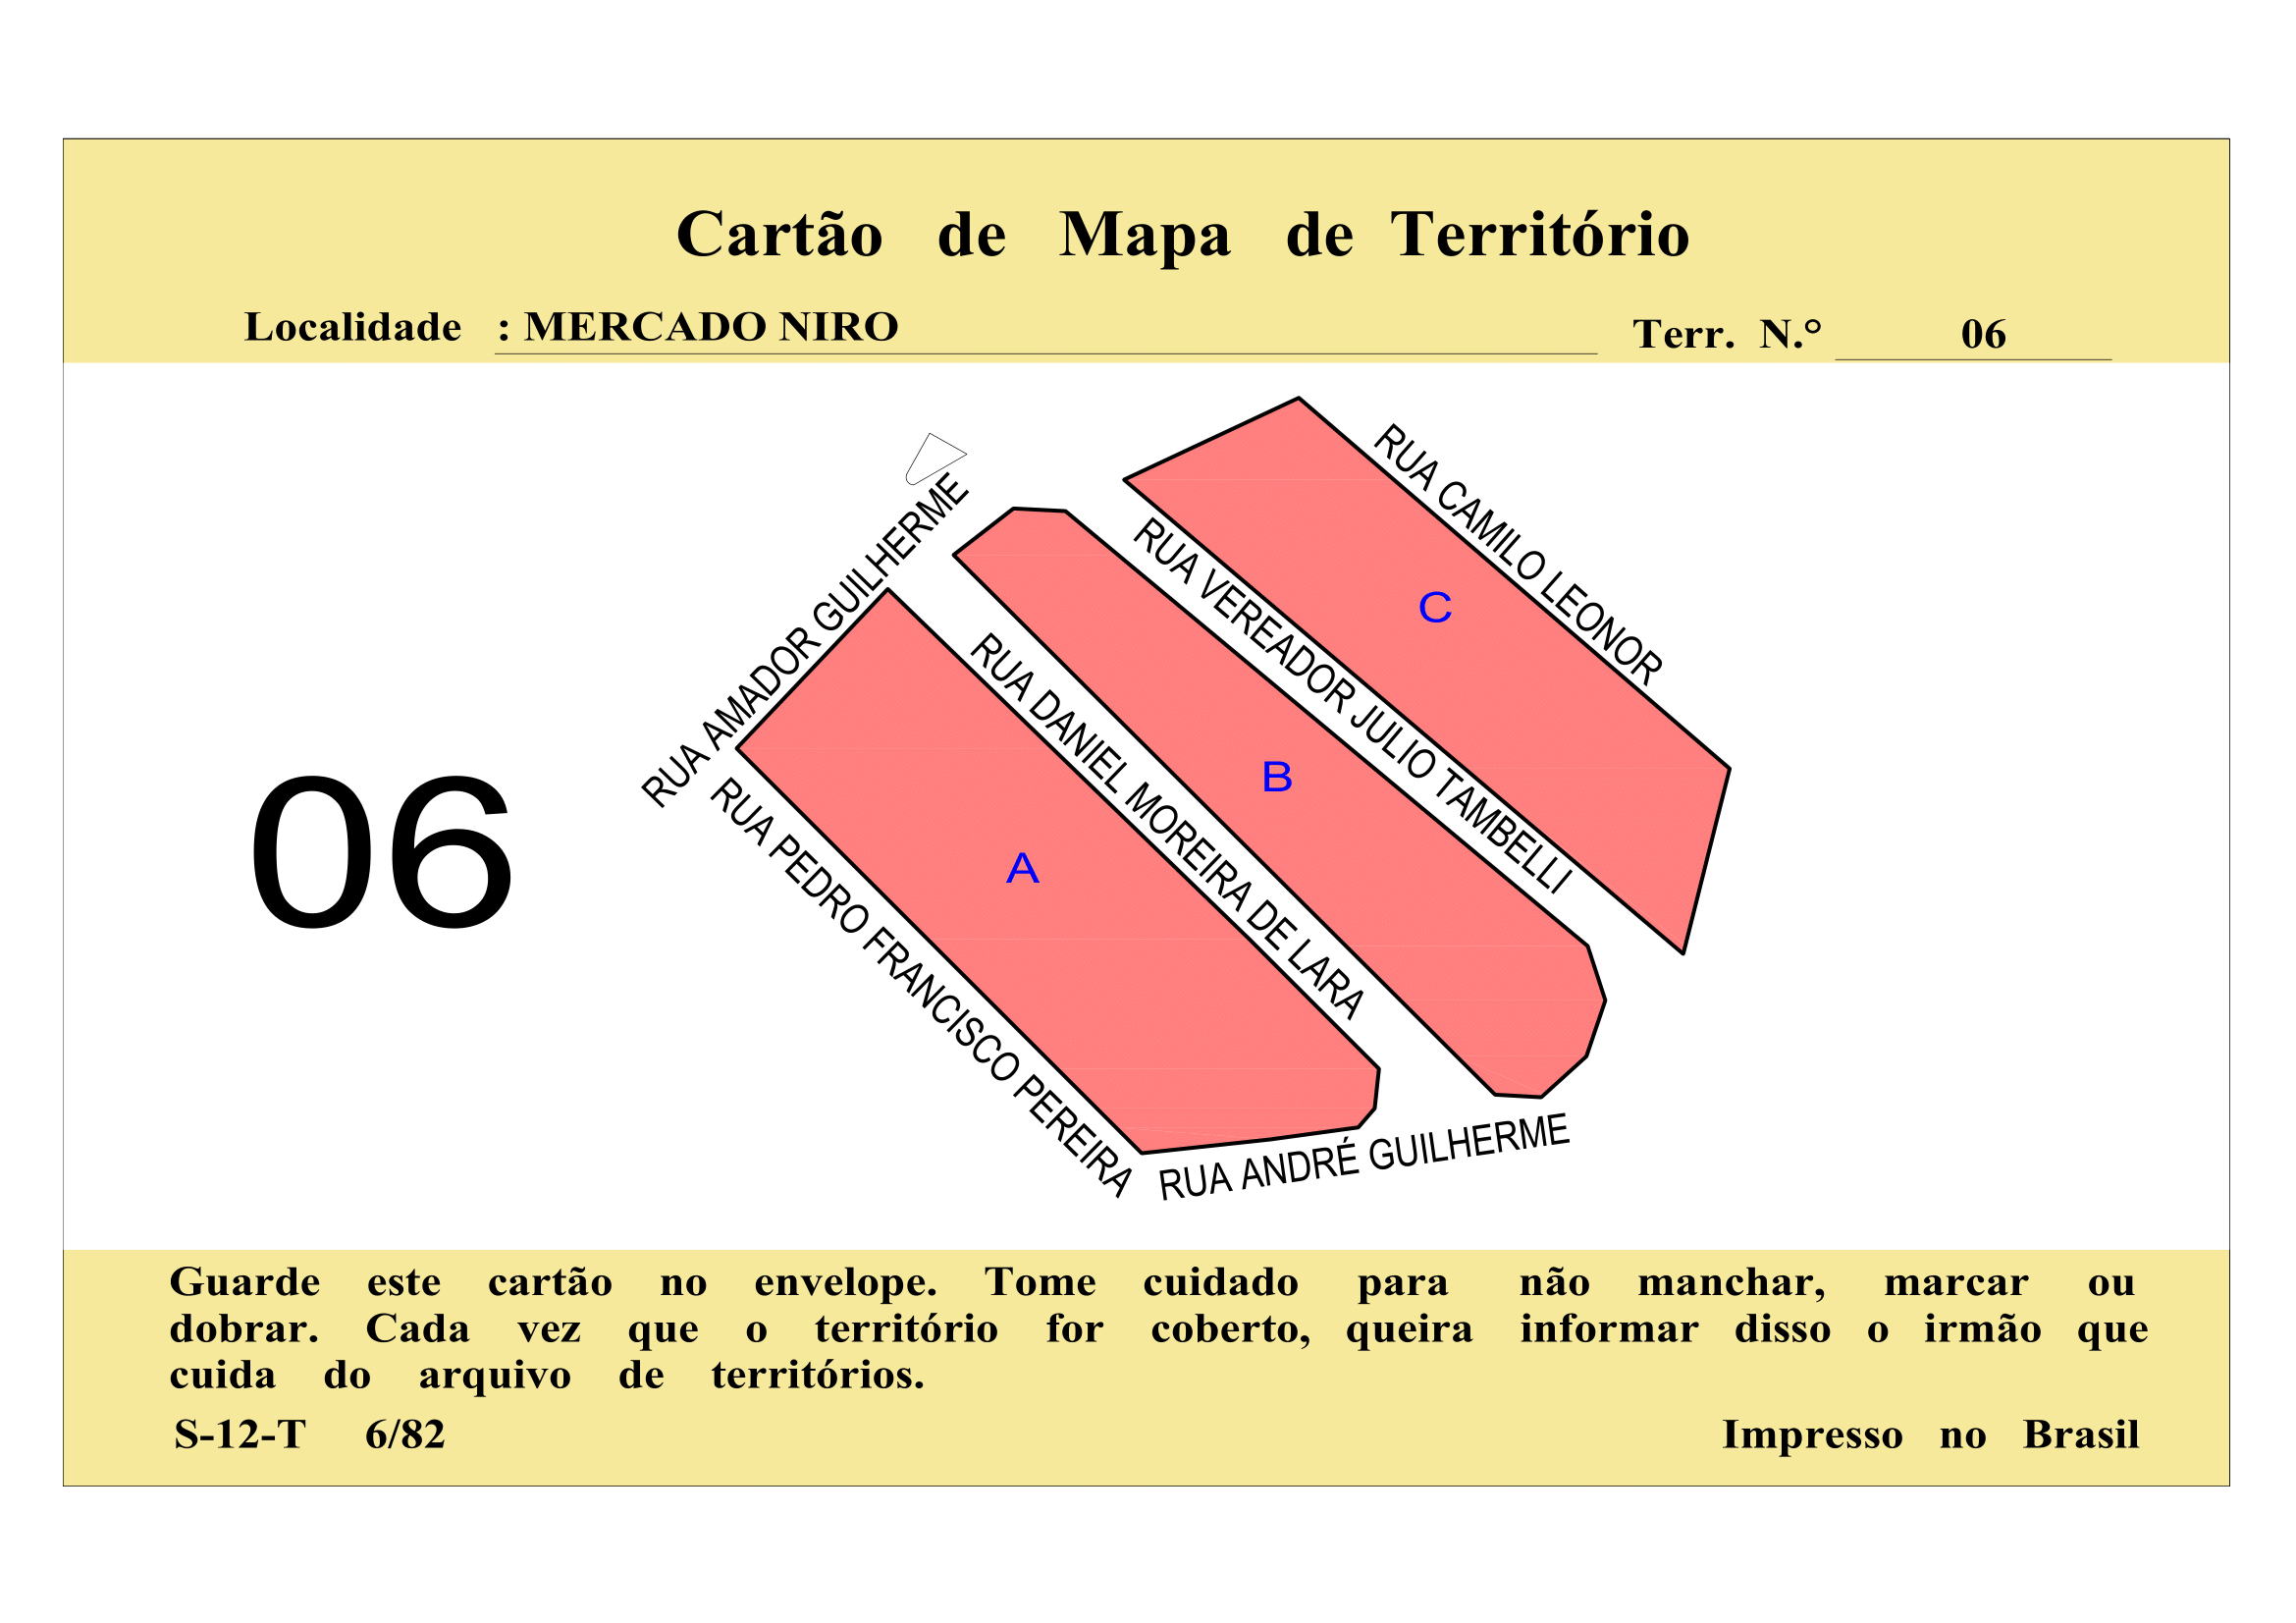 Cartão de Mapa de Território
Localidade : MERCADO NIRO
Terr. N.° 06
RUA CAMILO LEONOR
RUA AMADOR GUILHERME
RUA VEREADOR JULIO TAMBELLI
C
RUA DANIEL MOREIRA DE LARA
B
06
A
RUA PEDRO FRANCISCO PEREIRA
RUA ANDRÉ GUILHERME
Guarde este cartão no envelope. Tome cuidado para não manchar, marcar ou
dobrar. Cada vez que o território for coberto, queira informar disso o irmão que
cuida do arquivo de territórios.
S-12-T 6/82
Impresso no Brasil